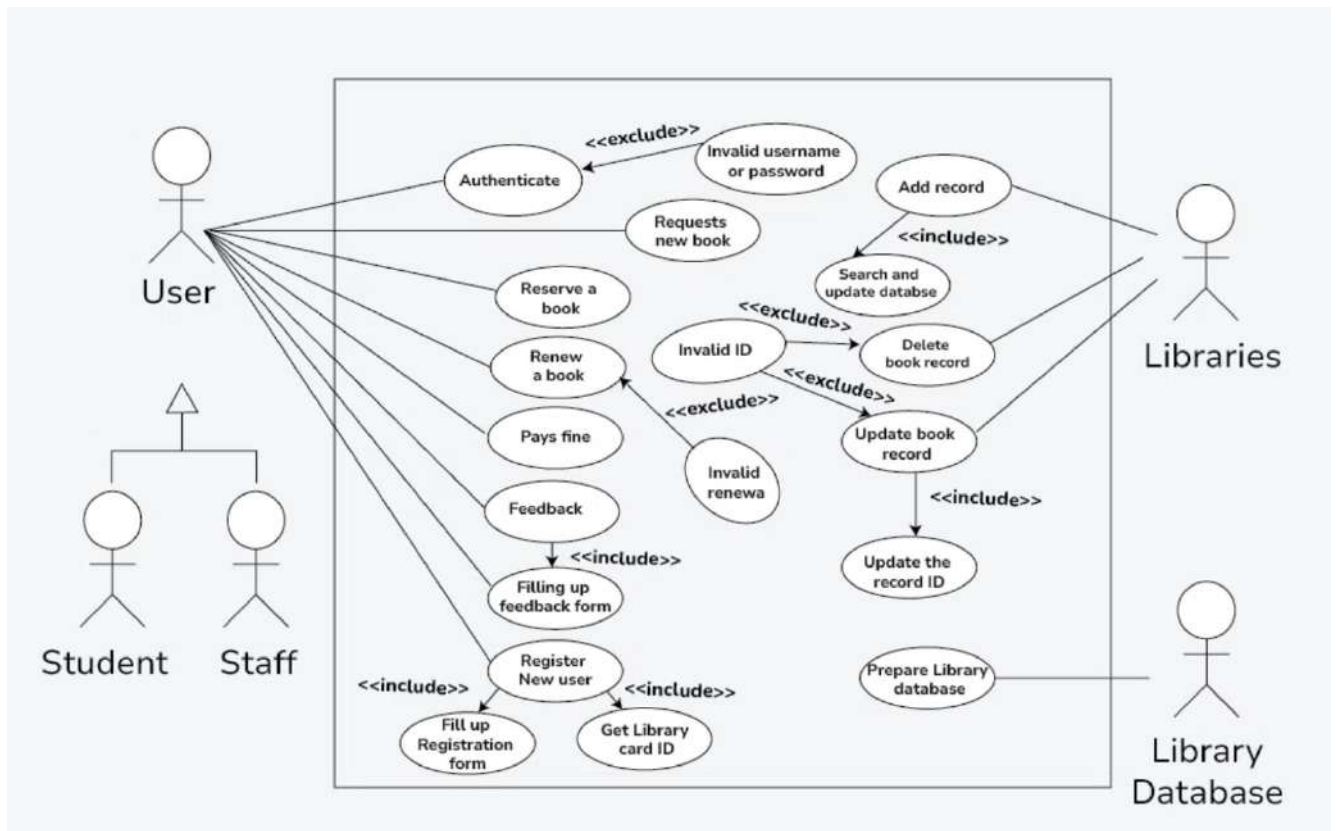 <<exclude>>
Invalid username
or password
Authenticate
Add record
Requests
new book
<<include>>
User
Search and
update databse
Reserve a
book
<<exclude>>
Invalid ID
Delete
book record
Libraries
Renew
a book
<<exclude>>
<<exclude>>
Pays fine
Update book
record
Invalid
renewa
<<include>>
Feedback
<<include>>
Update the
record ID
Filling up
feedback form
Student
Staff
Register
New user
Prepare Library
database
<<include>>
<<include>>
Fill up
Registration
form
Get Library
card ID
Library
Database